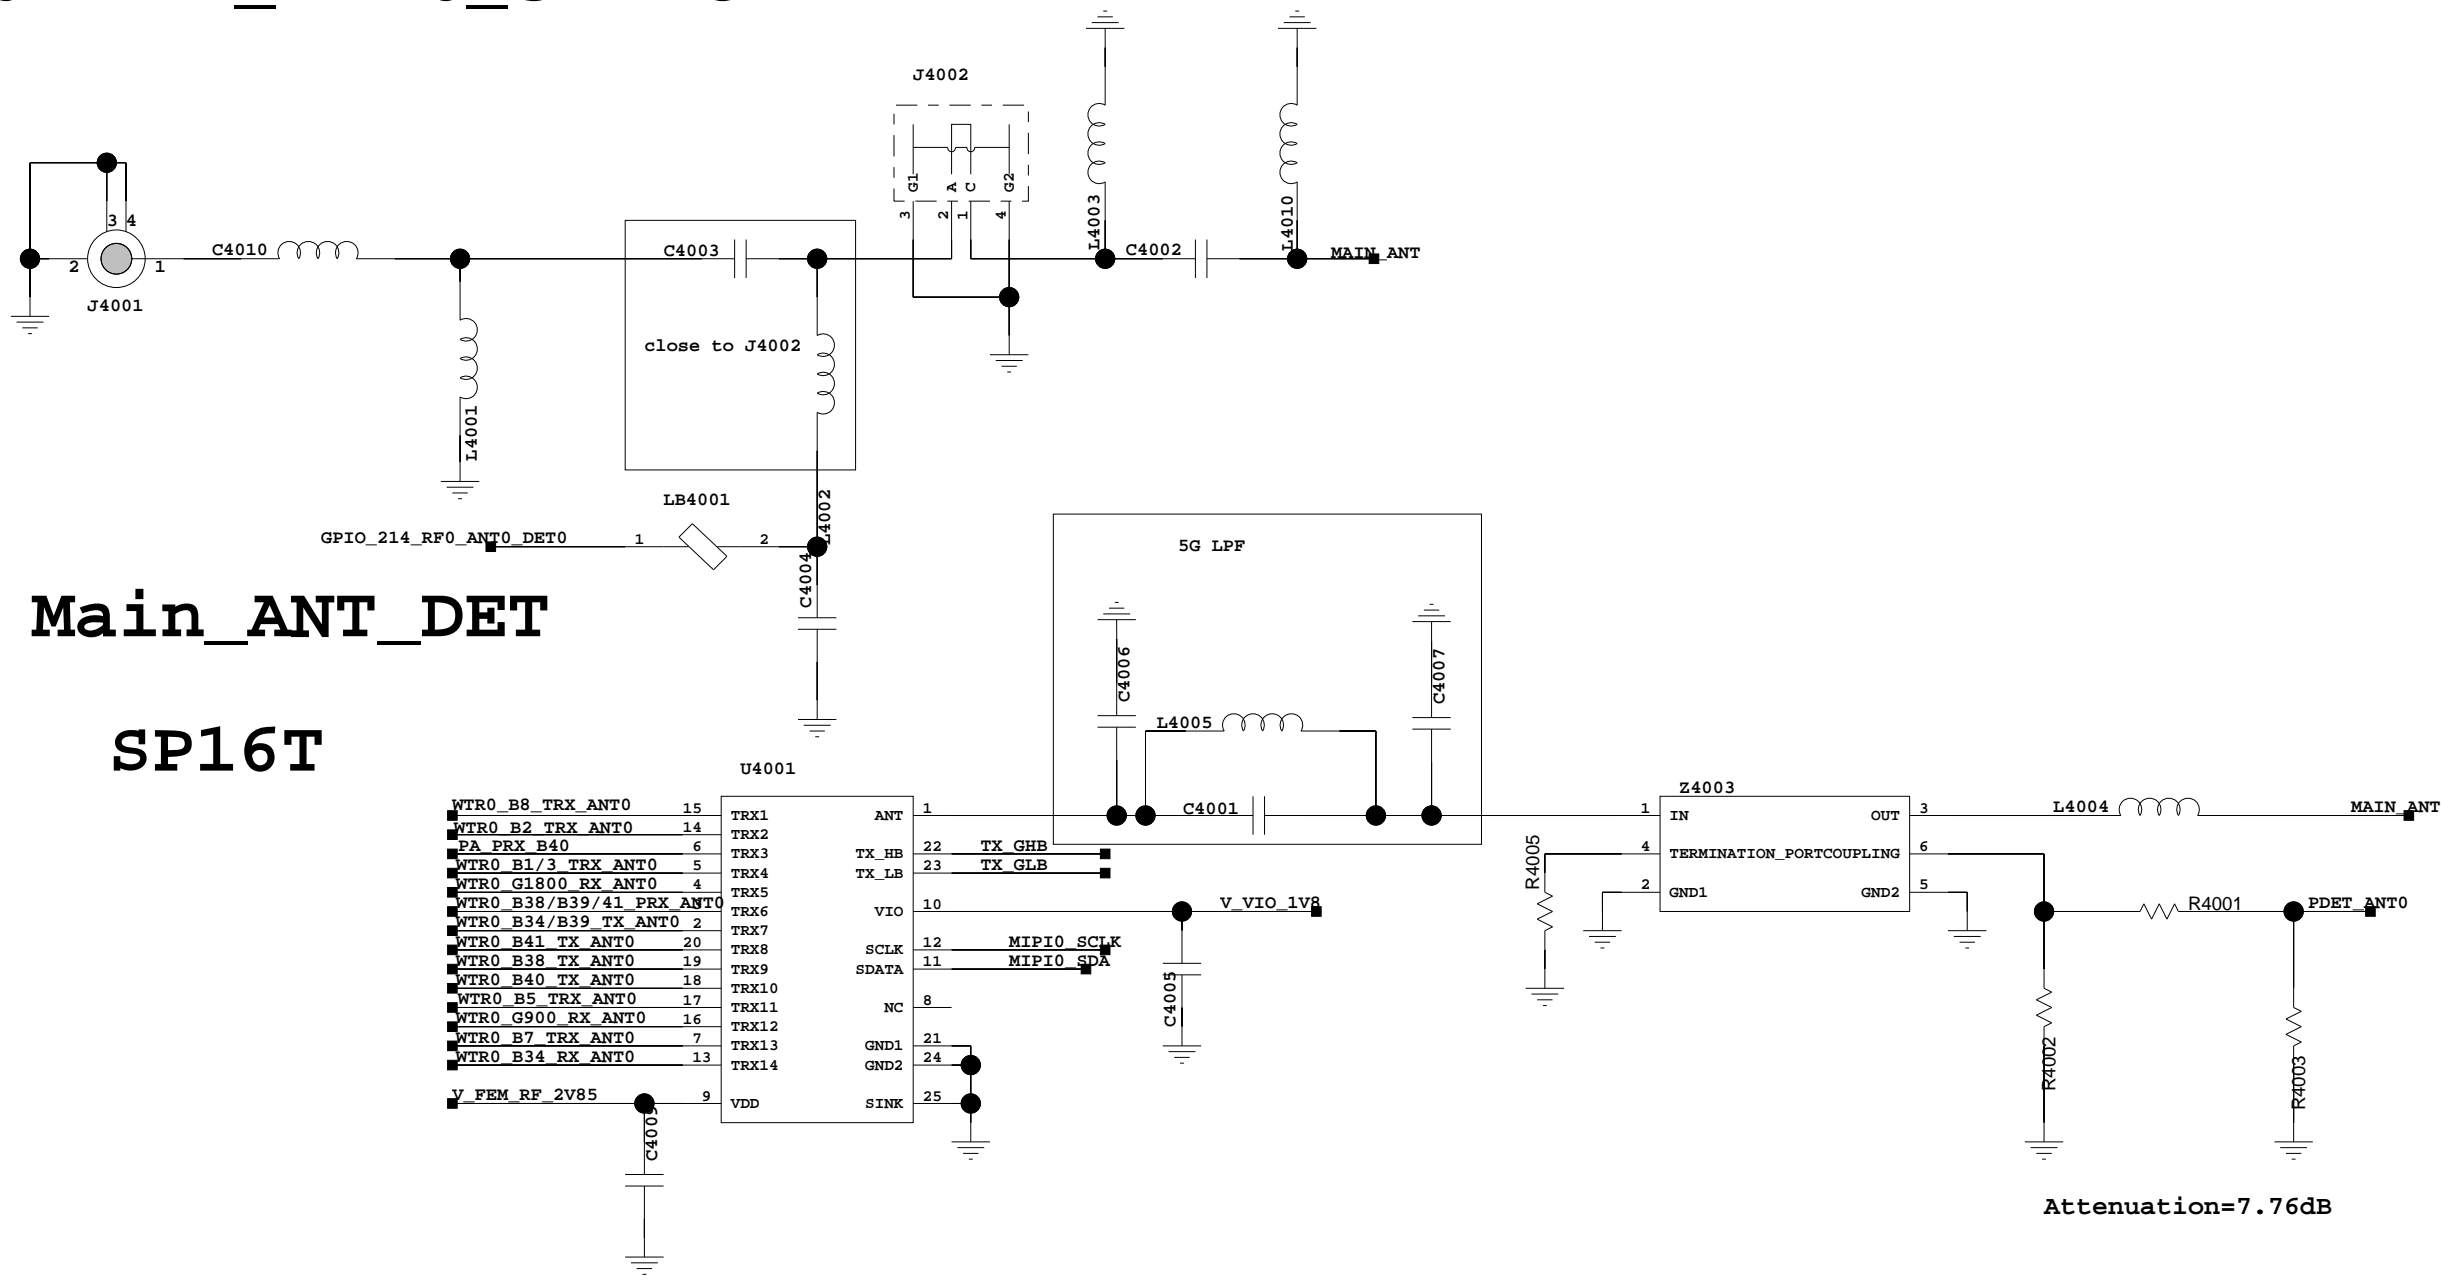 J4002
G1
A
C
G2
3
2
1
4
L4003
L4010
3 4
C4010
2
1
J4001
C4003
C4002
MAIN_ANT
close to J4002
L4001
LB4001
L4002
GPIO_214_RF0_ANT0_DET0
1
2
C4004
5G LPF
Main_ANT_DET
C4006
C4007
L4005
SP16T
U4001
C4001
Z4003
WTR0_B8_TRX_ANT0 15 TRX1 ANT 1
1 IN OUT 3
L4004
MAIN_ANT
WTR0_B2_TRX_ANT0 14 TRX2
PA_PRX_B40 6 TRX3 TX_HB 22 TX_GHB
R4005
4 TERMINATION_PORT COUPLING 6
WTR0_B1/3_TRX_ANT0 5 TRX4 TX_LB 23 TX_GLB
WTR0_G1800_RX_ANT0 4 TRX5
2 GND1 GND2 5
WTR0_B38/B39/41_PRX_ANT0 3 TRX6 VIO 10 V_VIO_1V8
R4001
PDET_ANT0
WTR0_B34/B39_TX_ANT0 2 TRX7
WTR0_B41_TX_ANT0 20 TRX8 SCLK 12 MIPI0_SCLK
WTR0_B38_TX_ANT0 19 TRX9 SDATA 11 MIPI0_SDA
WTR0_B40_TX_ANT0 18 TRX10
C4005
WTR0_B5_TRX_ANT0 17 TRX11 NC 8
WTR0_G900_RX_ANT0 16 TRX12
WTR0_B7_TRX_ANT0 7 TRX13 GND1 21
WTR0_B34_RX_ANT0 13 TRX14 GND2 24
R4002
R4003
V_FEM_RF_2V85 9 VDD SINK 25
C4009
Attenuation=7.76dB